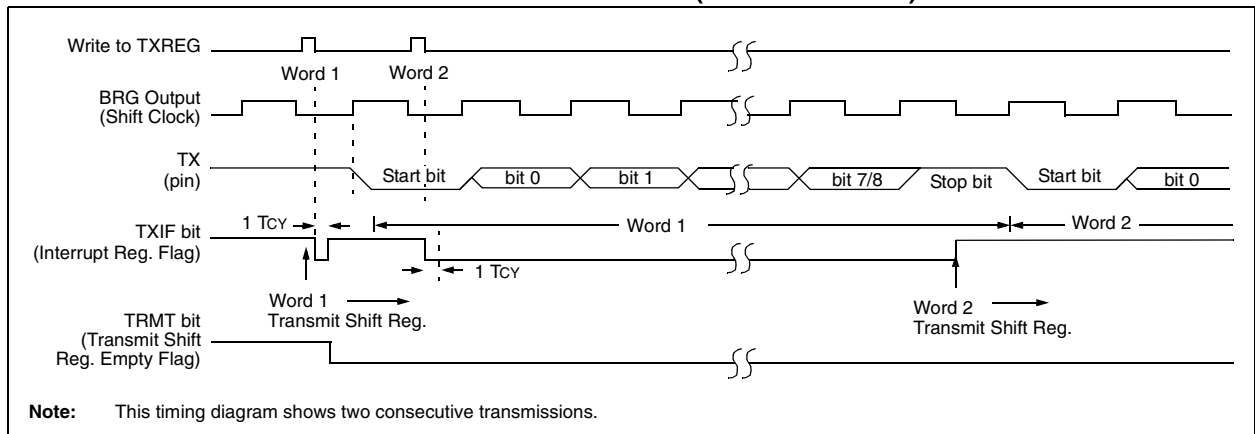 Write to TXREG
Word 1
Word 2
BRG Output
(Shift Clock)
TX
(pin)
Start bit
bit 0
bit 1
bit 7/8
Stop bit
Start bit
bit 0
1 TCY
Word 1
Word 2
TXIF bit
(Interrupt Reg. Flag)
1 TCY
Word 1
Transmit Shift Reg.
Word 2
Transmit Shift Reg.
TRMT bit
(Transmit Shift
Reg. Empty Flag)
Note: This timing diagram shows two consecutive transmissions.